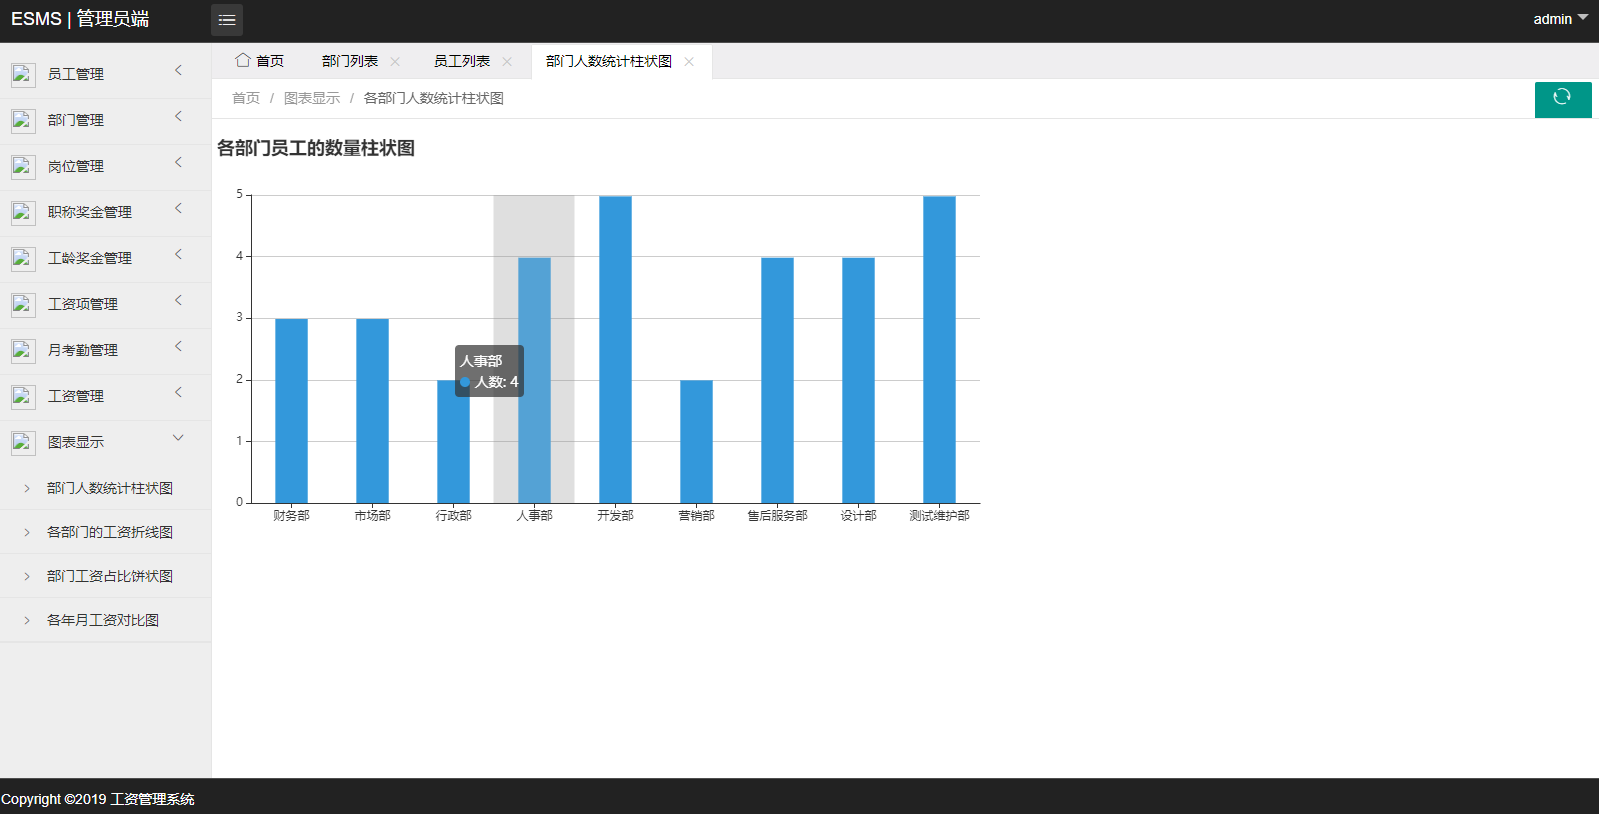 ESMS | 管理员端
admin
员工管理
部门管理
岗位管理
职称奖金管理
工龄奖金管理
工资项管理
月考勤管理
工资管理
图表显示
部门人数统计柱状图
各部门的工资折线图
部门工资占比饼状图
各年月工资对比图
首页 部门列表 员工列表 部门人数统计柱状图
首页 / 图表显示 / 各部门人数统计柱状图
各部门员工的数量柱状图
5
4
3
2
1
0
人事部
人数: 4
财务部 市场部 行政部 人事部 开发部 营销部 售后服务部 设计部 测试维护部
Copyright ©2019 工资管理系统